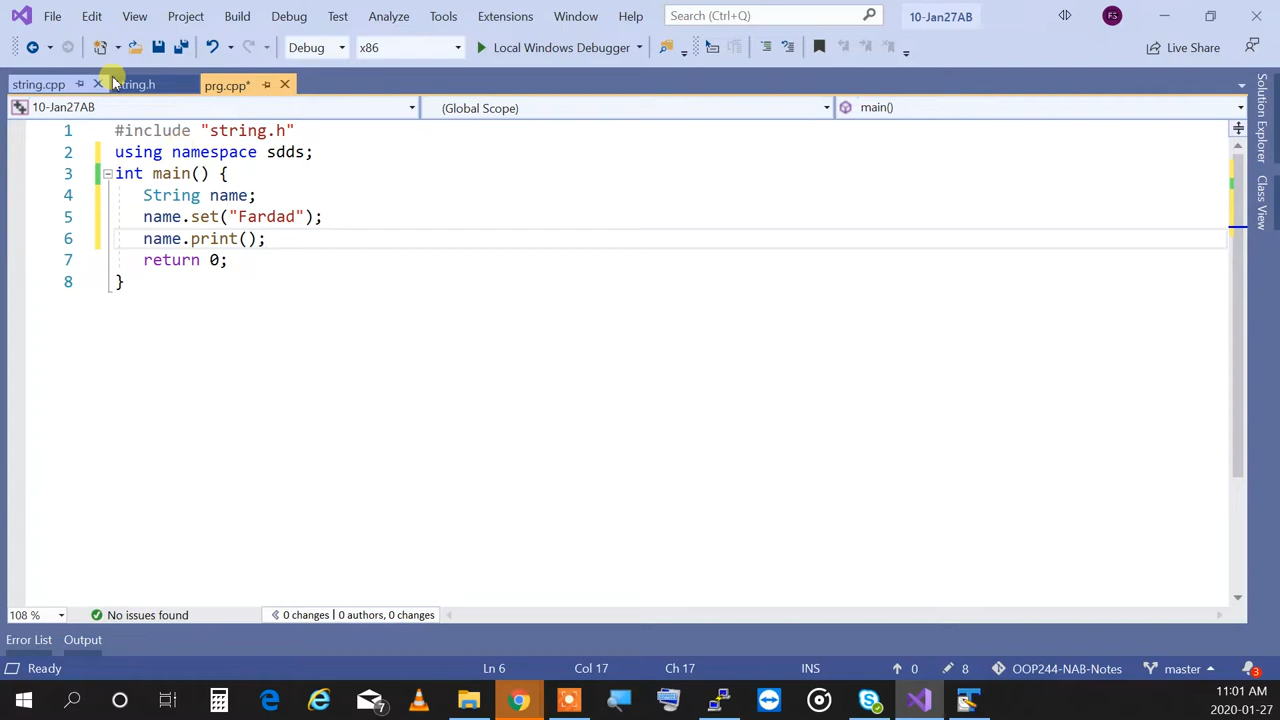 File Edit View Project Build Debug Test Analyze Tools Extensions Window Help Search (Ctrl+Q) 10-Jan27AB FS
Debug x86 Local Windows Debugger Live Share
string.cpp string.h prg.cpp*
10-Jan27AB (Global Scope) main()
1 #include "string.h"
2 using namespace sdds;
3 int main() {
4 String name;
5 name.set("Fardad");
6 name.print();
7 return 0;
8 }
Solution Explorer
Class View
108 % No issues found 0 changes | 0 authors, 0 changes
Error List Output
Ready Ln 6 Col 17 Ch 17 INS 0 8 OOP244-NAB-Notes master 3
7
11:01 AM
2020-01-27